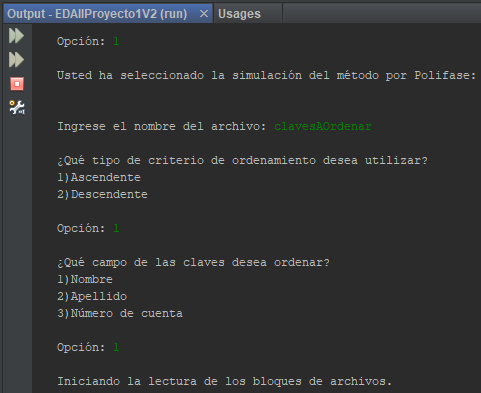 Output - EDAIIProyecto1V2 (run) × Usages
Opción: 1
Usted ha seleccionado la simulación del método por Polifase:
Ingrese el nombre del archivo: clavesAOrdenar
¿Qué tipo de criterio de ordenamiento desea utilizar?
1)Ascendente
2)Descendente
Opción: 1
¿Qué campo de las claves desea ordenar?
1)Nombre
2)Apellido
3)Número de cuenta
Opción: 1
Iniciando la lectura de los bloques de archivos.